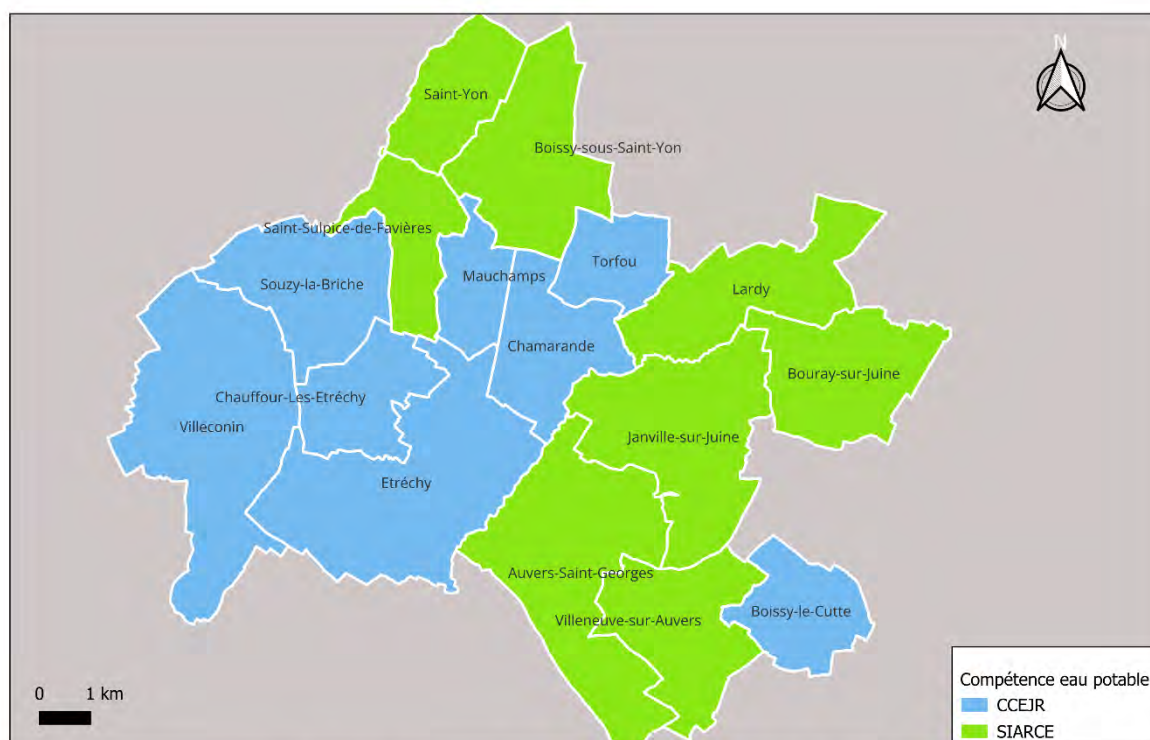 N
Saint-Yon
Boissy-sous-Saint-Yon
Saint-Sulpice-de-Favières
Torfou
Mauchamps
Souzy-la-Briche
Lardy
Chamarande
Bouray-sur-Juine
Chauffour-Les-Etréchy
Villeconin
Janville-sur-Juine
Etréchy
Auvers-Saint-Georges
Boissy-le-Cutte
Villeneuve-sur-Auvers
0 1 km
Compétence eau potable
CCEJR
SIARCE